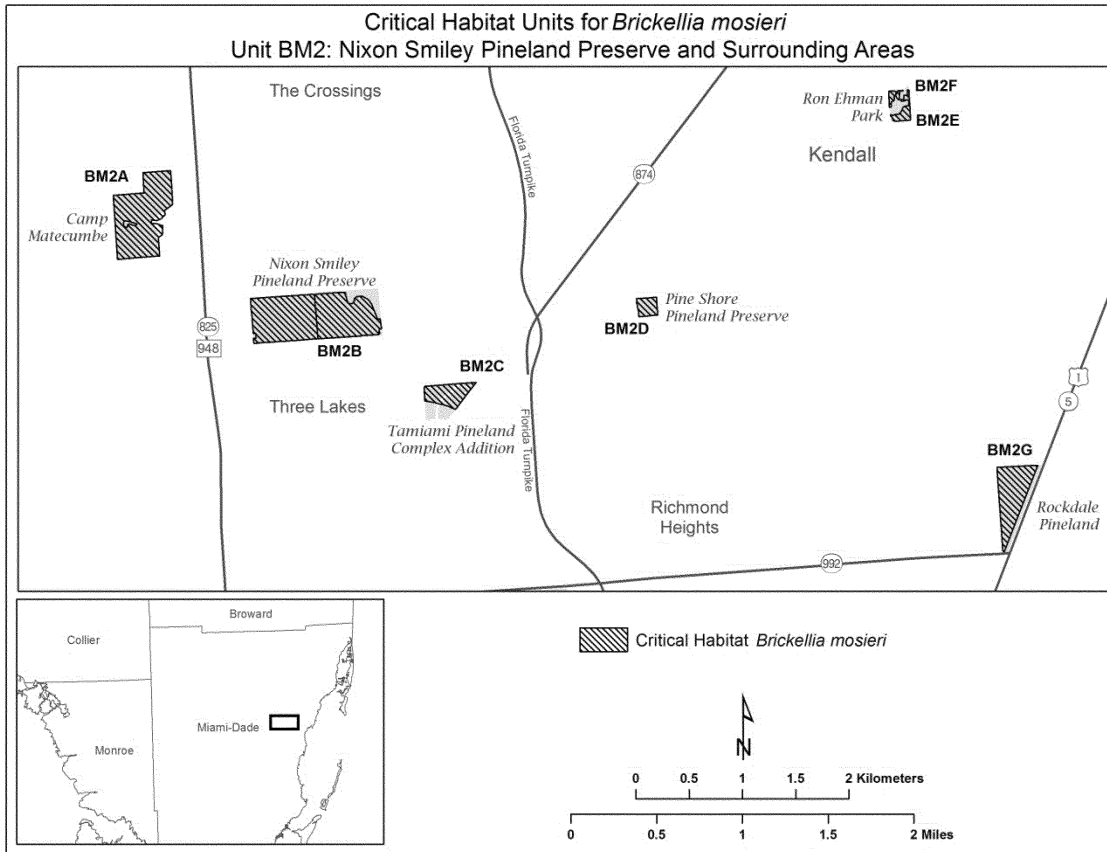 Critical Habitat Units for Brickellia mosieri
Unit BM2: Nixon Smiley Pineland Preserve and Surrounding Areas
The Crossings
Florida Turnpike
Ron Ehman
Park
BM2F
BM2E
Kendall
874
BM2A
Camp
Matecumbe
Nixon Smiley
Pineland Preserve
825
948
BM2B
Pine Shore
Pineland Preserve
BM2D
BM2C
Three Lakes
Tamiami Pineland
Complex Addition
Florida Turnpike
1
5
BM2G
Rockdale
Pineland
Richmond
Heights
992
Broward
Collier
Miami-Dade
Monroe
Critical Habitat Brickellia mosieri
N
0 0.5 1 1.5 2 Kilometers
0 0.5 1 1.5 2 Miles